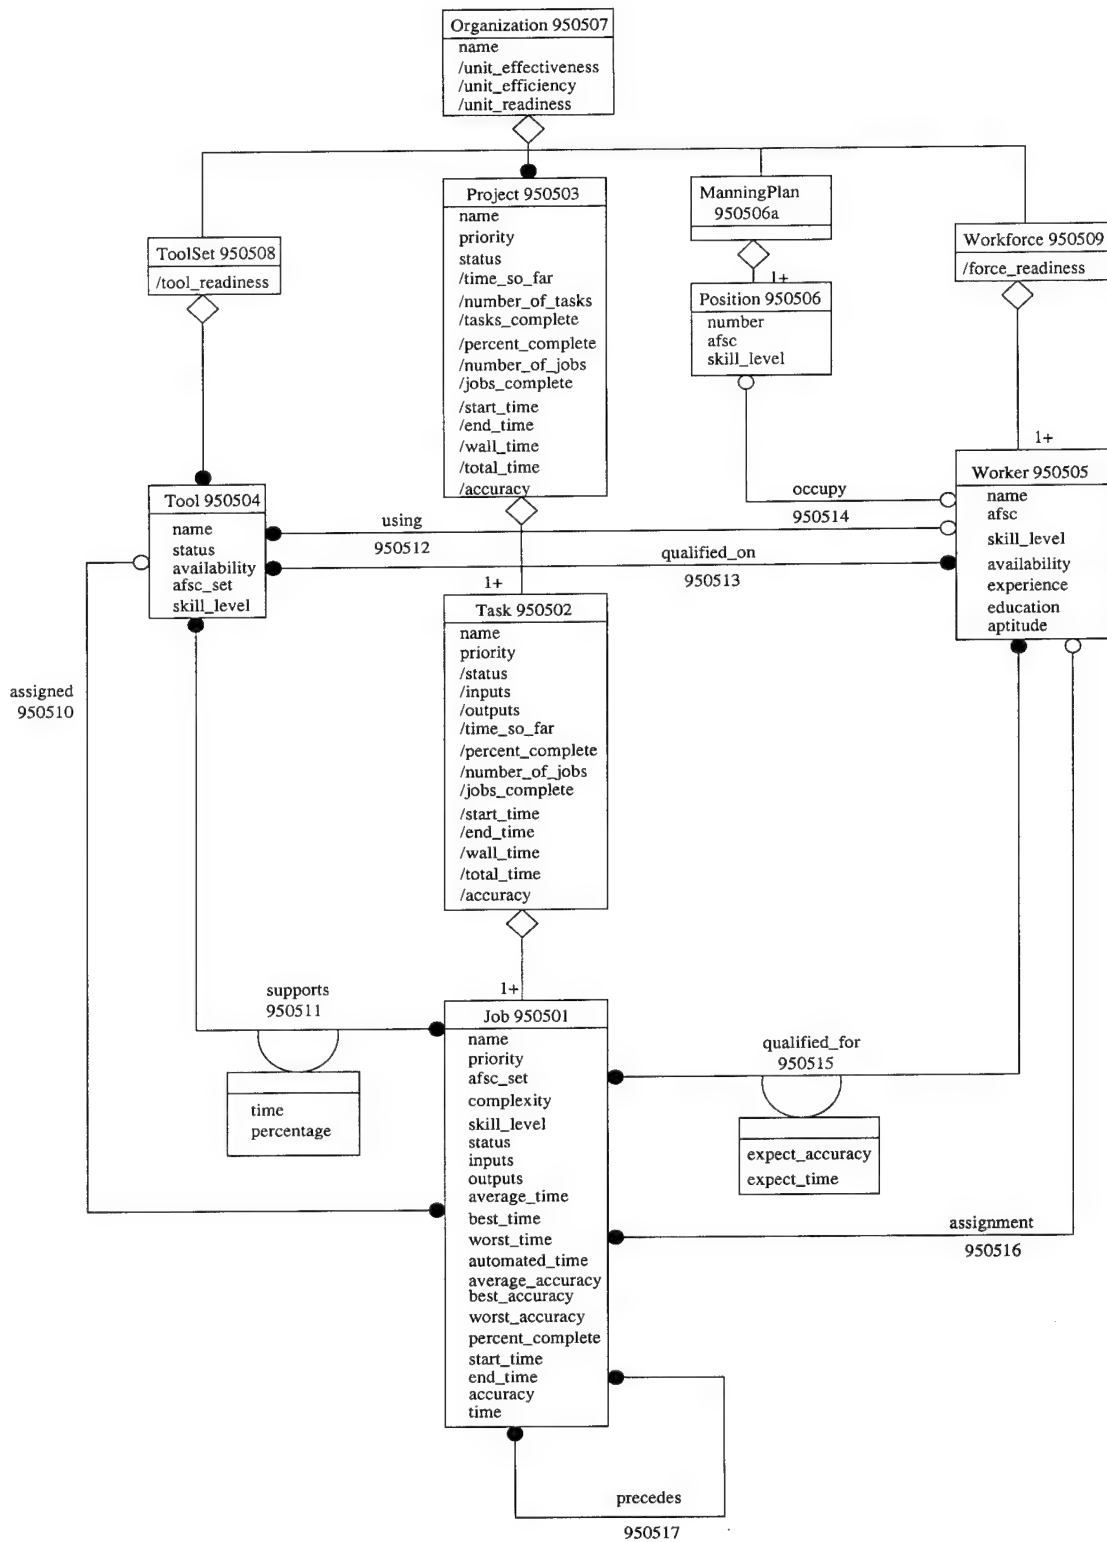 Organization 950507
name
/unit_effectiveness
/unit_efficiency
/unit_readiness
Project 950503
name
priority
status
/time_so_far
/number_of_tasks
/tasks_complete
/percent_complete
/number_of_jobs
/jobs_complete
/start_time
/end_time
/wall_time
/total_time
/accuracy
ManningPlan
950506a
ToolSet 950508
/tool_readiness
Workforce 950509
/force_readiness
1+
Position 950506
number
afsc
skill_level
1+
Tool 950504
name
status
availability
afsc_set
skill_level
Worker 950505
name
afsc
skill_level
availability
experience
education
aptitude
occupy
950514
using
950512
qualified_on
950513
1+
Task 950502
name
priority
/status
/inputs
/outputs
/time_so_far
/percent_complete
/number_of_jobs
/jobs_complete
/start_time
/end_time
/wall_time
/total_time
/accuracy
assigned
950510
1+
supports
950511
time
percentage
Job 950501
name
priority
afsc_set
complexity
skill_level
status
inputs
outputs
average_time
best_time
worst_time
automated_time
average_accuracy
best_accuracy
worst_accuracy
percent_complete
start_time
end_time
accuracy
time
qualified_for
950515
expect_accuracy
expect_time
assignment
950516
precedes
950517